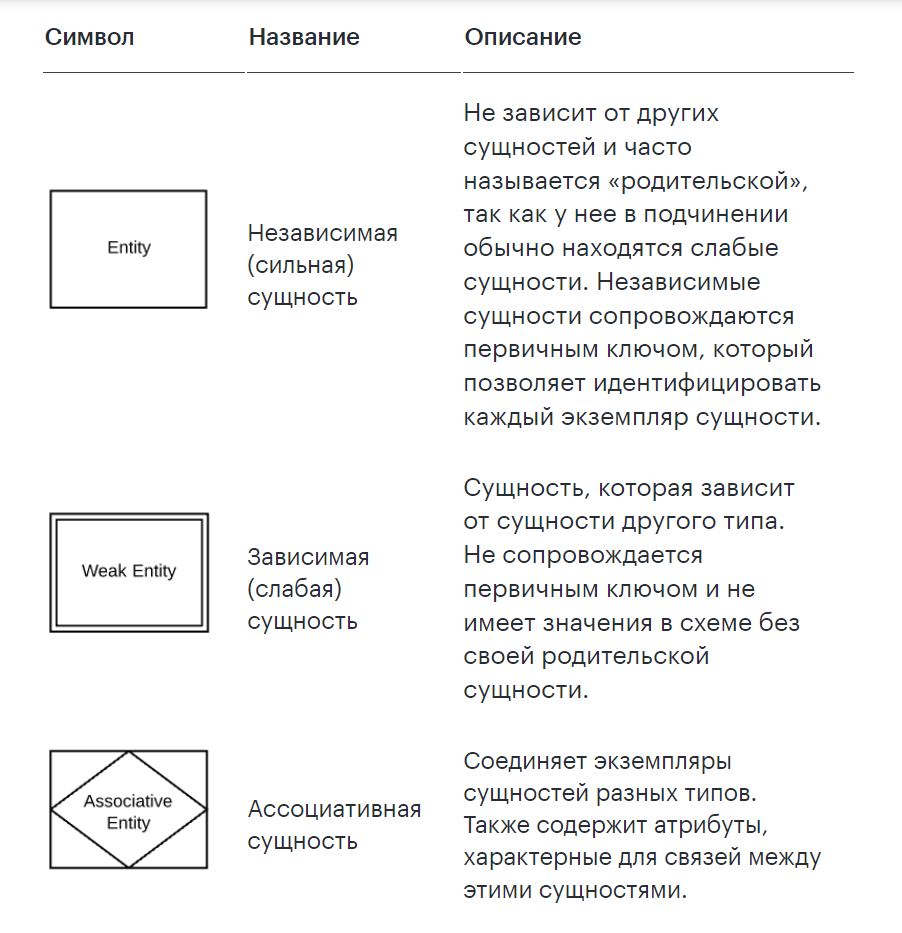 Символ Название Описание
Entity
Независимая
(сильная)
сущность
Не зависит от других
сущностей и часто
называется «родительской»,
так как у нее в подчинении
обычно находятся слабые
сущности. Независимые
сущности сопровождаются
первичным ключом, который
позволяет идентифицировать
каждый экземпляр сущности.
Weak Entity
Зависимая
(слабая)
сущность
Сущность, которая зависит
от сущности другого типа.
Не сопровождается
первичным ключом и не
имеет значения в схеме без
своей родительской
сущности.
Associative
Entity
Ассоциативная
сущность
Соединяет экземпляры
сущностей разных типов.
Также содержит атрибуты,
характерные для связей между
этими сущностями.